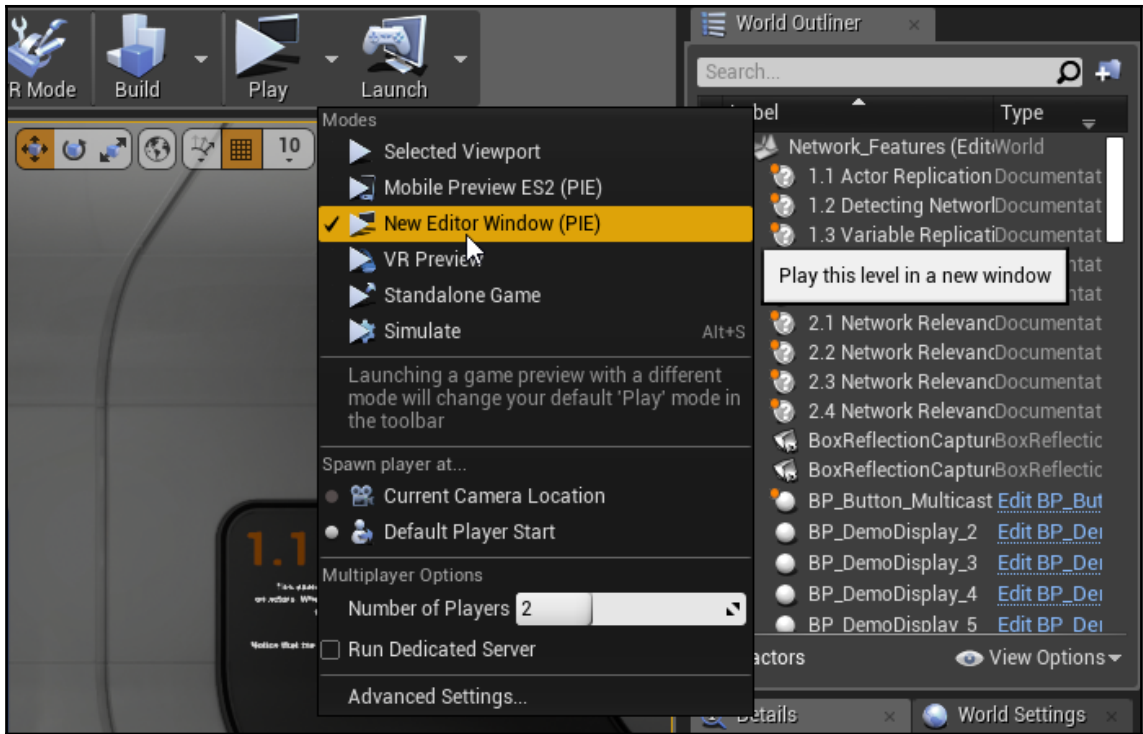 World Outliner
R Mode
Build
Play
Launch
Search...
bel
Type
Modes
Selected Viewport
Mobile Preview ES2 (PIE)
New Editor Window (PIE)
VR Preview
Standalone Game
Simulate
Alt+S
Launching a game preview with a different
mode will change your default 'Play' mode in
the toolbar
Spawn player at...
Current Camera Location
Default Player Start
Multiplayer Options
Number of Players 2
Run Dedicated Server
Advanced Settings...
10
1.1
Network_Features (Edit World
1.1 Actor Replication Documentat
1.2 Detecting Networ Documentat
1.3 Variable Replicati Documentat
ntat
Play this level in a new window
ntat
2.1 Network Relevanc Documentat
2.2 Network Relevanc Documentat
2.3 Network Relevanc Documentat
2.4 Network Relevanc Documentat
BoxReflectionCaptur BoxReflectic
BoxReflectionCaptur BoxReflectic
BP_Button_Multicast Edit BP_But
BP_DemoDisplay_2 Edit BP_Der
BP_DemoDisplay_3 Edit BP_Der
BP_DemoDisplay_4 Edit BP_Der
BP_DemoDisplay_5 Edit BP_Der
actors
View Options
Details
World Settings